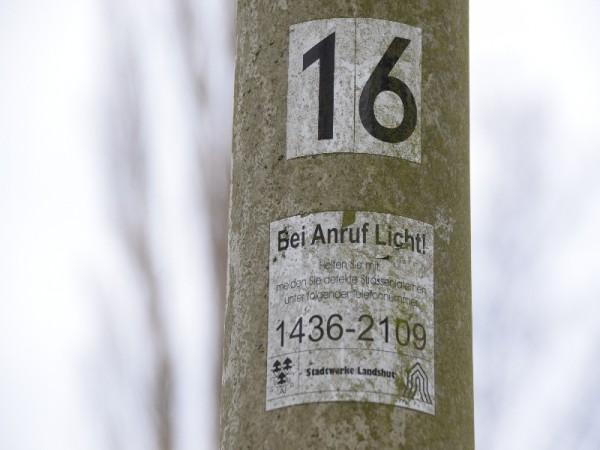 16
Bei Anruf Licht!
Helfen Sie mit
melden Sie defekte Strassenlaternen
unter folgender Telefonnummer
1436-2109
Stadtwerke Landshut